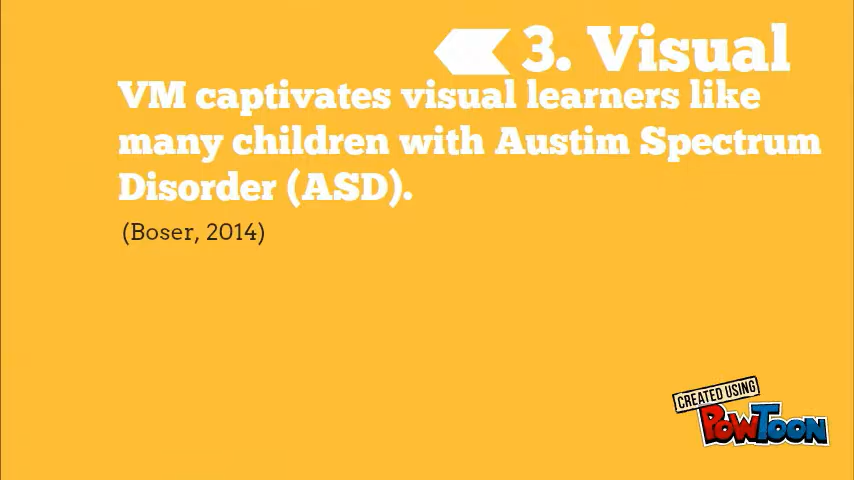 3. Visual
VM captivates visual learners like
many children with Austim Spectrum
Disorder (ASD).
(Boser, 2014)
CREATED USING
POWTOON